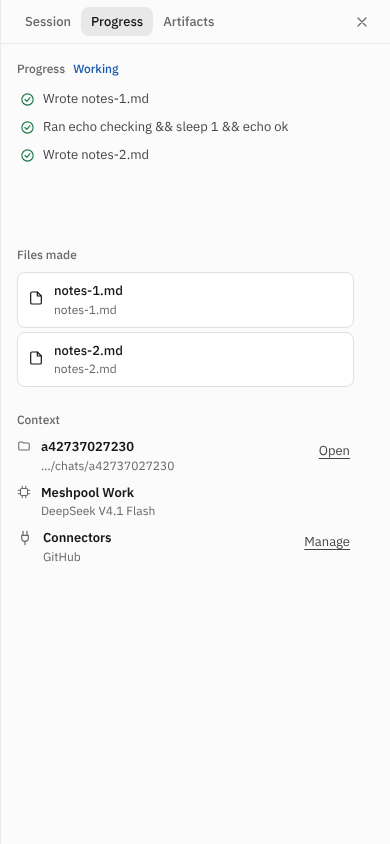 Session Progress Artifacts
Progress Working
Wrote notes-1.md
Ran echo checking && sleep 1 && echo ok
Wrote notes-2.md
Files made
notes-1.md
notes-1.md
notes-2.md
notes-2.md
Context
a42737027230
Open
.../chats/a42737027230
Meshpool Work
DeepSeek V4.1 Flash
Connectors
Manage
GitHub